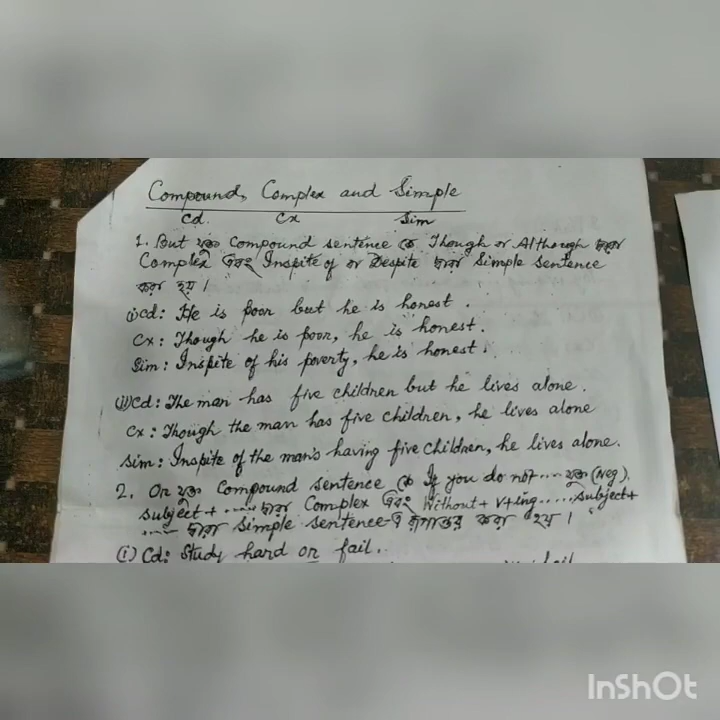 Compound, Complex and Simple
Cd. Cx Sim
1. But যুক্ত Compound sentence কে Though or Although দ্বারা
Complex এবং Inspite of or Despite দ্বারা Simple sentence
করা হয়।
(i) Cd: He is poor but he is honest.
Cx: Though he is poor, he is honest.
Sim: Inspite of his poverty, he is honest.
(ii) Cd: The man has five children but he lives alone.
Cx: Though the man has five children, he lives alone
Sim: Inspite of the man's having five children, he lives alone.
2. Or যুক্ত Compound sentence কে If you do not.... যুক্ত (Neg).
subject + ..... দ্বারা Complex এবং Without + V + ing..... subject +
..... দ্বারা simple sentence-এ রূপান্তর করা হয়।
(i) Cd: Study hard or fail.
fail
InShOt